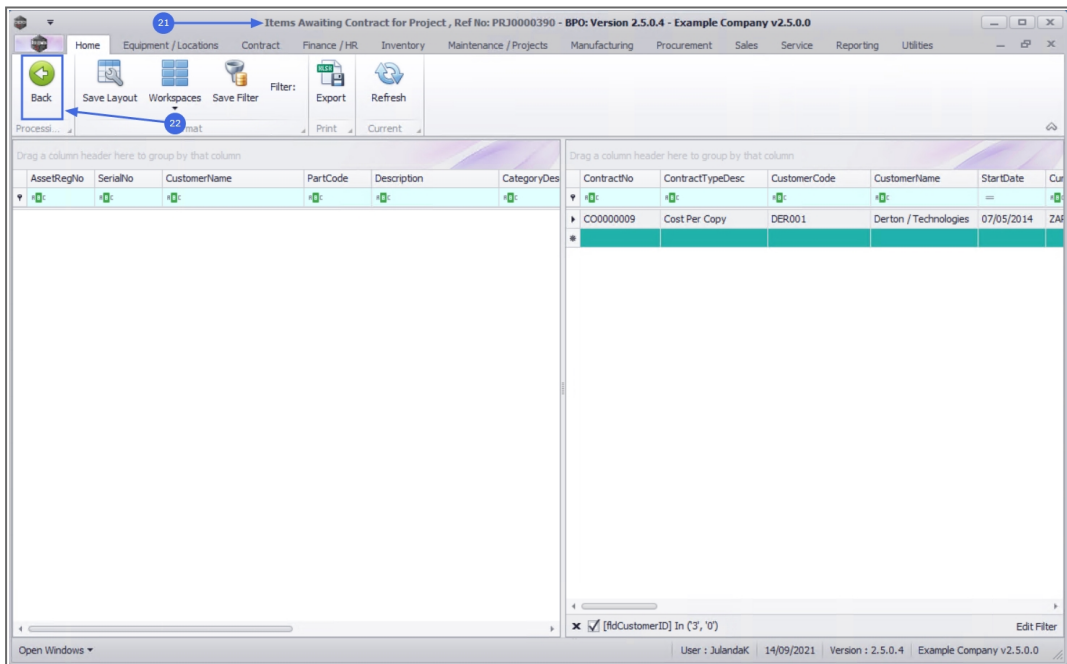 21
Items Awaiting Contract for Project , Ref No: PRJ0000390 - BPO: Version 2.5.0.4 - Example Company v2.5.0.0
Home Equipment / Locations Contract Finance / HR Inventory Maintenance / Projects Manufacturing Procurement Sales Service Reporting Utilities
Back Save Layout Workspaces Save Filter Filter: Export Refresh
22
Processi... mat Print Current
Drag a column header here to group by that column
AssetRegNo SerialNo CustomerName PartCode Description CategoryDes
Drag a column header here to group by that column
ContractNo ContractTypeDesc CustomerCode CustomerName StartDate Cur
=
CO0000009 Cost Per Copy DER001 Derton / Technologies 07/05/2014 ZAR
[fldCustomerID] In ('3', '0') Edit Filter
Open Windows User : JulandaK 14/09/2021 Version : 2.5.0.4 Example Company v2.5.0.0